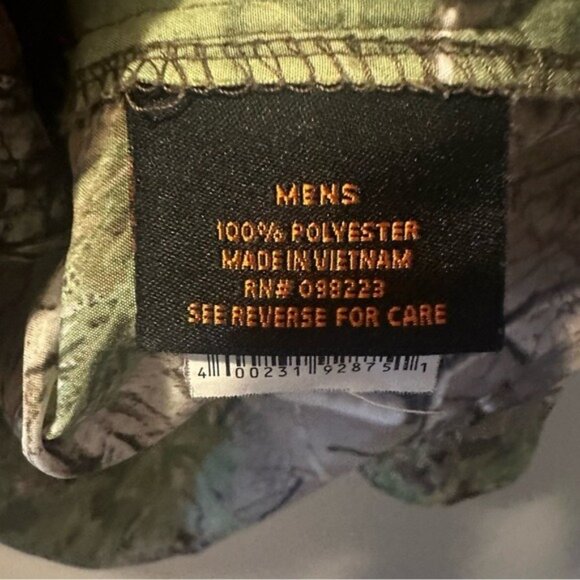 MENS
100% POLYESTER
MADE IN VIETNAM
RN# 098223
SEE REVERSE FOR CARE
4 00231 92875 1